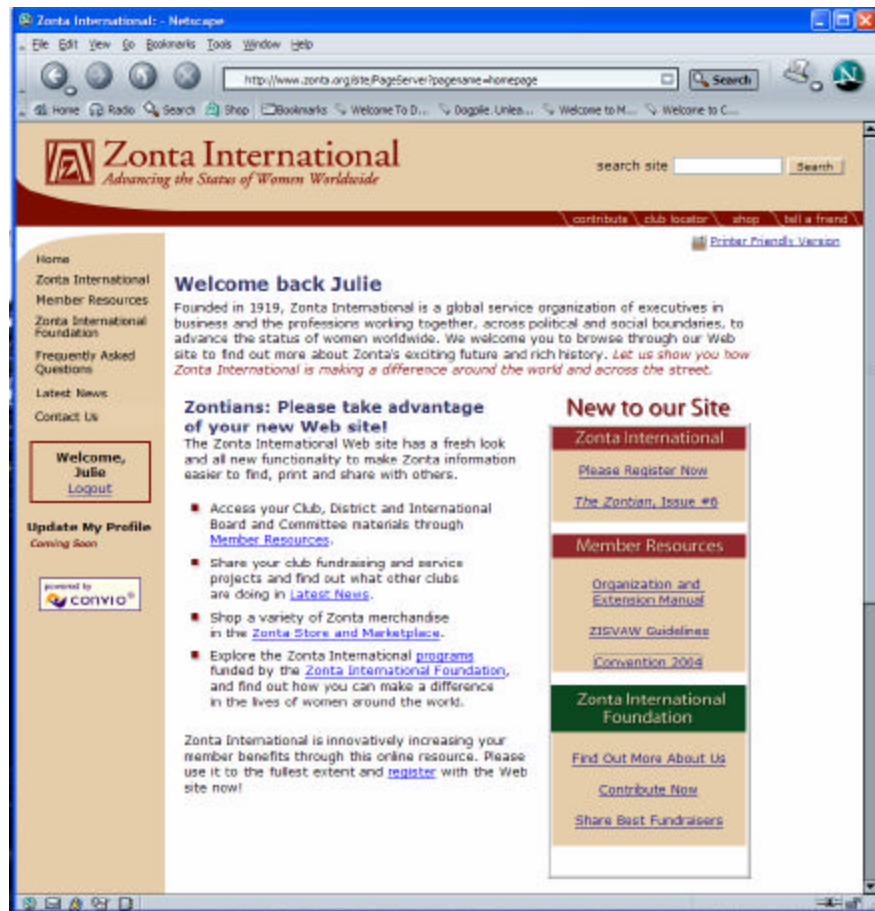 Zonta International: - Netscape
File Edit View Go Bookmarks Tools Window Help
http://www.zonta.org/site/PageServer?pagename=homepage
Search
Home Radio Search Shop Bookmarks Welcome To D... Dogpile. Unlea... Welcome to M... Welcome to C...
Zonta International
Advancing the Status of Women Worldwide
search site
Search
contribute \ club locator \ shop \ tell a friend
Printer Friendly Version
Home
Zonta International
Member Resources
Zonta International
Foundation
Frequently Asked
Questions
Latest News
Contact Us
Welcome,
Julie
Logout
Update My Profile
Coming Soon
powered by
convio®
Welcome back Julie
Founded in 1919, Zonta International is a global service organization of executives in
business and the professions working together, across political and social boundaries, to
advance the status of women worldwide. We welcome you to browse through our Web
site to find out more about Zonta's exciting future and rich history. Let us show you how
Zonta International is making a difference around the world and across the street.
Zontians: Please take advantage
of your new Web site!
The Zonta International Web site has a fresh look
and all new functionality to make Zonta information
easier to find, print and share with others.
Access your Club, District and International
Board and Committee materials through
Member Resources.
Share your club fundraising and service
projects and find out what other clubs
are doing in Latest News.
Shop a variety of Zonta merchandise
in the Zonta Store and Marketplace.
Explore the Zonta International programs
funded by the Zonta International Foundation,
and find out how you can make a difference
in the lives of women around the world.
Zonta International is innovatively increasing your
member benefits through this online resource. Please
use it to the fullest extent and register with the Web
site now!
New to our Site
Zonta International
Please Register Now
The Zontian, Issue #6
Member Resources
Organization and
Extension Manual
ZISVAW Guidelines
Convention 2004
Zonta International
Foundation
Find Out More About Us
Contribute Now
Share Best Fundraisers